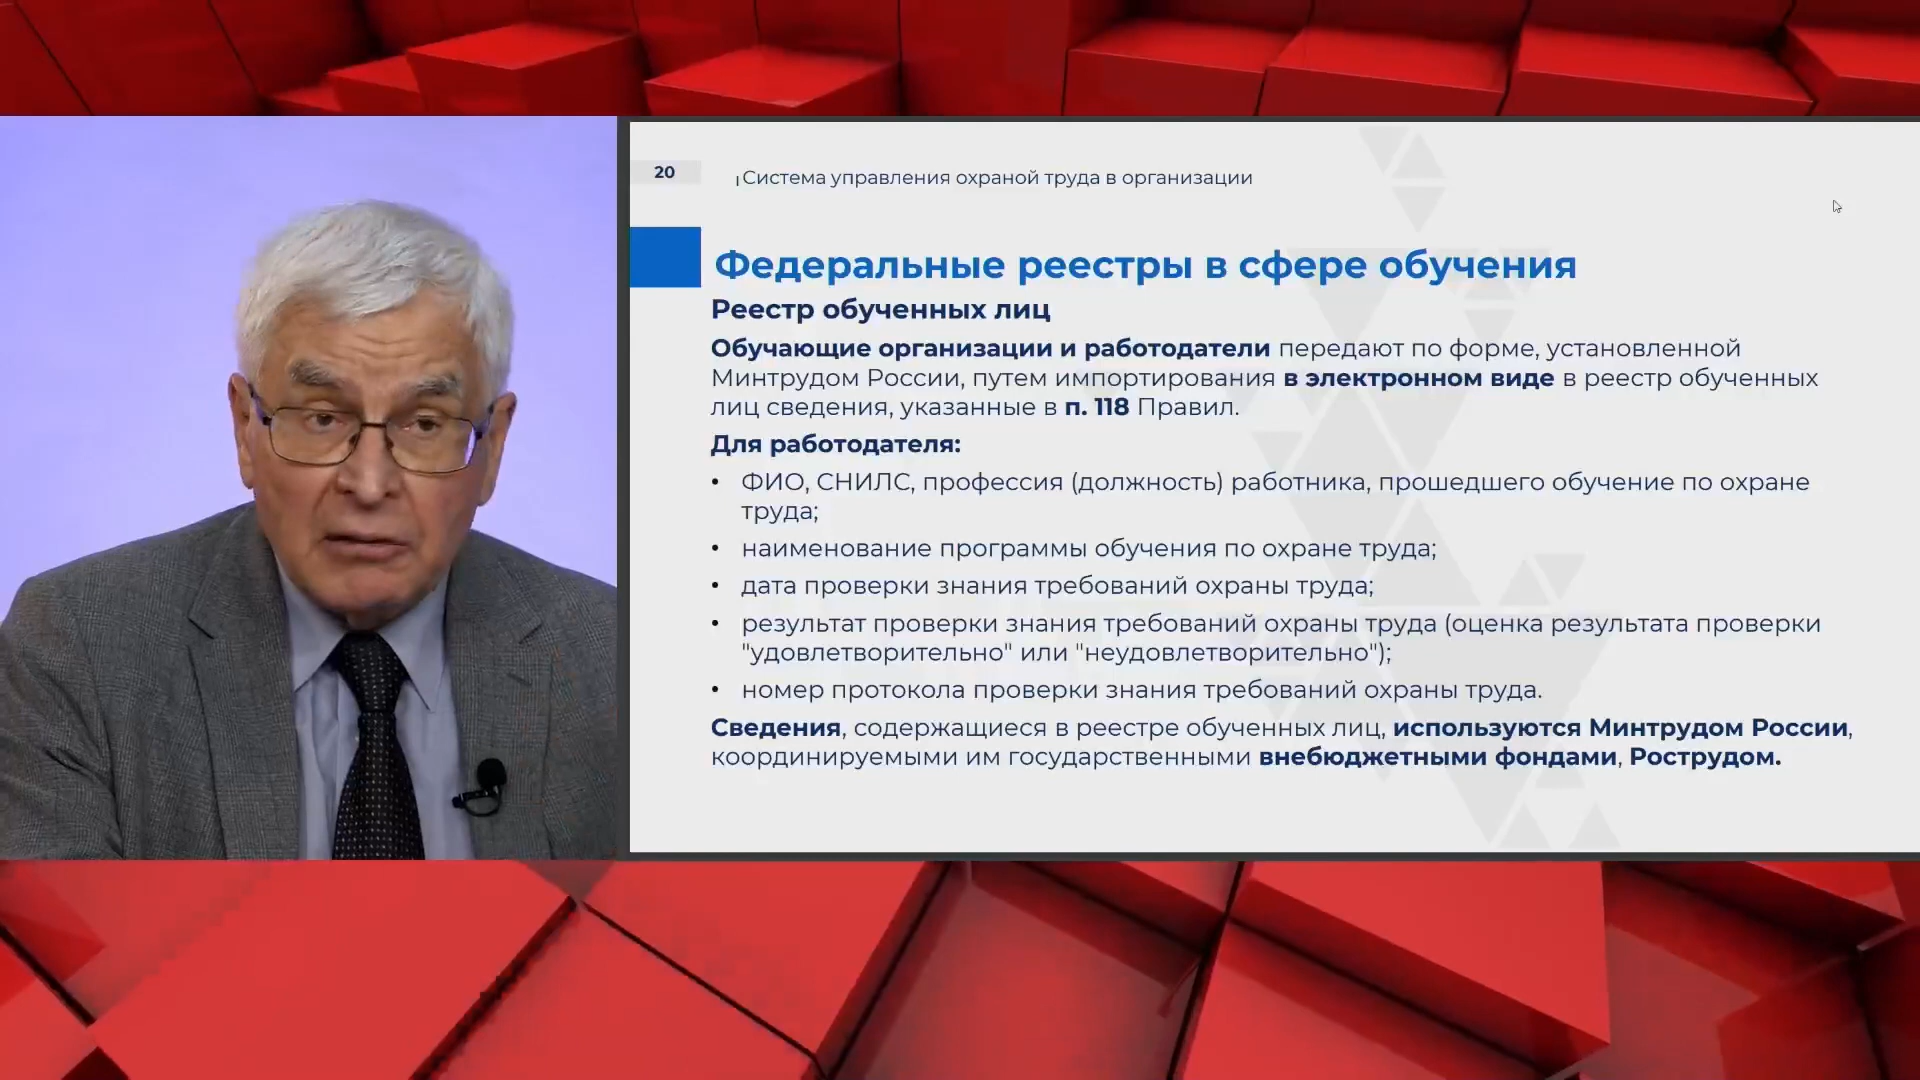 20
Система управления охраной труда в организации
Федеральные реестры в сфере обучения
Реестр обученных лиц
Обучающие организации и работодатели передают по форме, установленной
Минтрудом России, путем импортирования в электронном виде в реестр обученных
лиц сведения, указанные в п. 118 Правил.
Для работодателя:
• ФИО, СНИЛС, профессия (должность) работника, прошедшего обучение по охране
труда;
• наименование программы обучения по охране труда;
• дата проверки знания требований охраны труда;
• результат проверки знания требований охраны труда (оценка результата проверки
"удовлетворительно" или "неудовлетворительно");
• номер протокола проверки знания требований охраны труда.
Сведения, содержащиеся в реестре обученных лиц, используются Минтрудом России,
координируемыми им государственными внебюджетными фондами, Рострудом.